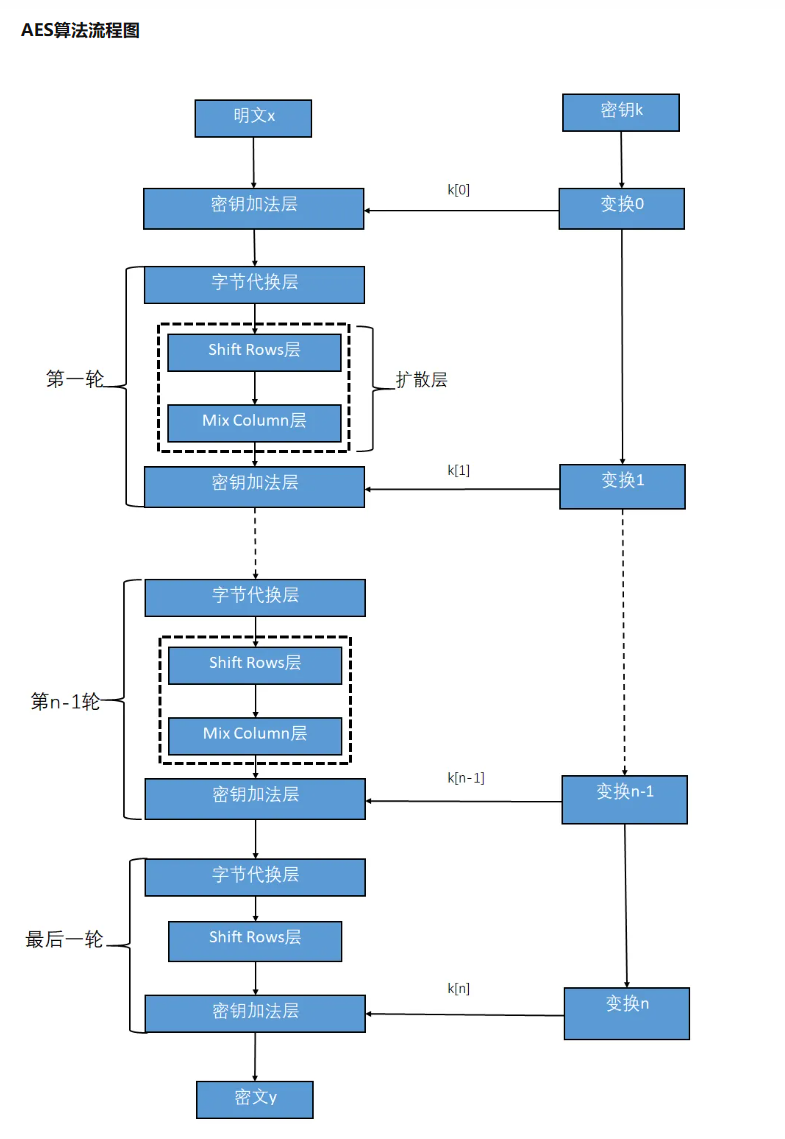 AES算法流程图
明文x
密钥k
密钥加法层
k[0]
变换0
字节代换层
Shift Rows层
第一轮
扩散层
Mix Column层
密钥加法层
k[1]
变换1
字节代换层
Shift Rows层
第n-1轮
Mix Column层
密钥加法层
k[n-1]
变换n-1
字节代换层
Shift Rows层
最后一轮
密钥加法层
k[n]
变换n
密文y